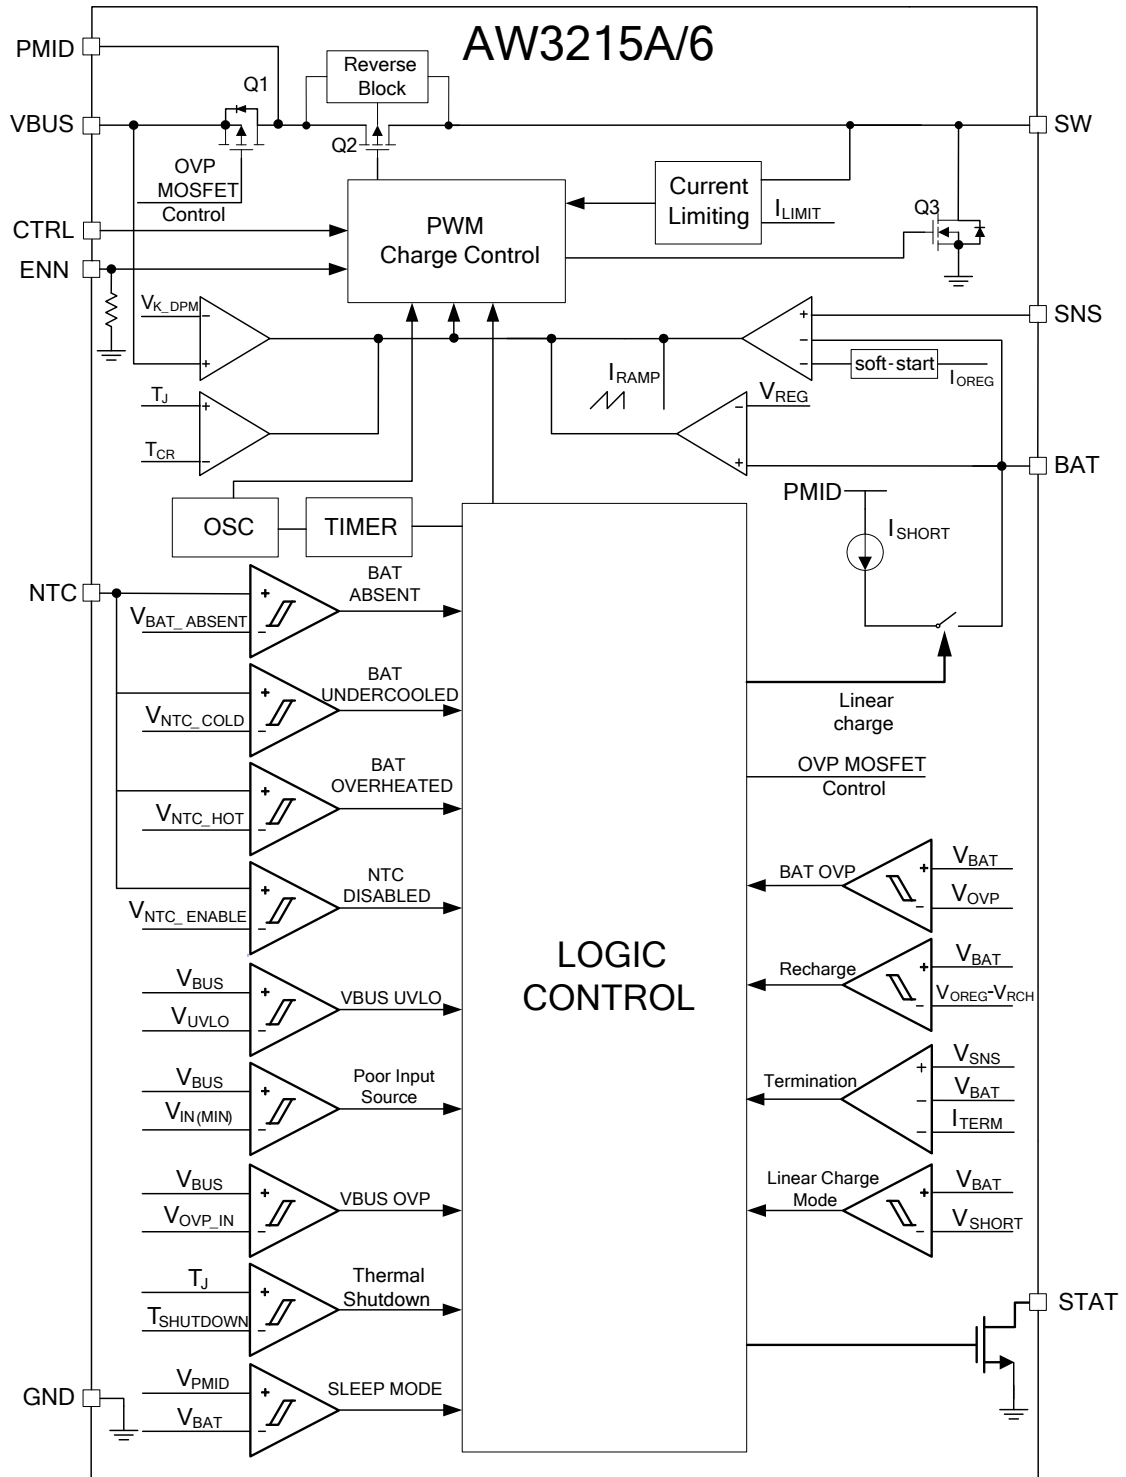 AW3215A/6
PMID
Reverse
Block
Q1
VBUS
SW
Q2
OVP
MOSFET
Control
Current
Limiting
ILIMIT
Q3
CTRL
PWM
Charge Control
ENN
VK_DPM
-
+
SNS
+
-
-
soft-start
IOREG
IRAMP
TJ
+
TCR
-
VREG
-
+
BAT
PMID
ISHORT
OSC
TIMER
NTC
BAT
ABSENT
+
VBAT_ABSENT
-
BAT
UNDERCOOLED
+
VNTC_COLD
-
Linear
charge
BAT
OVERHEATED
+
VNTC_HOT
-
OVP MOSFET
Control
NTC
DISABLED
+
VNTC_ENABLE
-
BAT OVP
+
VBAT
-
VOVP
LOGIC
CONTROL
VBUS
+
VBUS UVLO
VUVLO
-
Recharge
+
VBAT
-
VOREG-VRCH
VBUS
+
Poor Input
Source
VIN(MIN)
-
Termination
+
VSNS
-
VBAT
-
ITERM
VBUS
+
VBUS OVP
VOVP_IN
-
Linear Charge
Mode
+
VBAT
-
VSHORT
TJ
+
Thermal
Shutdown
TSHUTDOWN
-
STAT
GND
VPMID
+
SLEEP MODE
VBAT
-